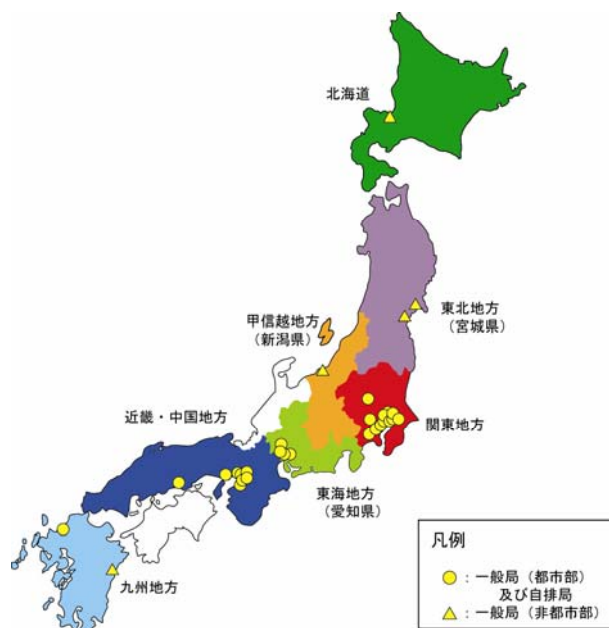 北海道
東北地方
（宮城県）
甲信越地方
（新潟県）
近畿・中国地方
関東地方
東海地方
（愛知県）
九州地方
凡例
：一般局（都市部）
及び自排局
：一般局（非都市部）